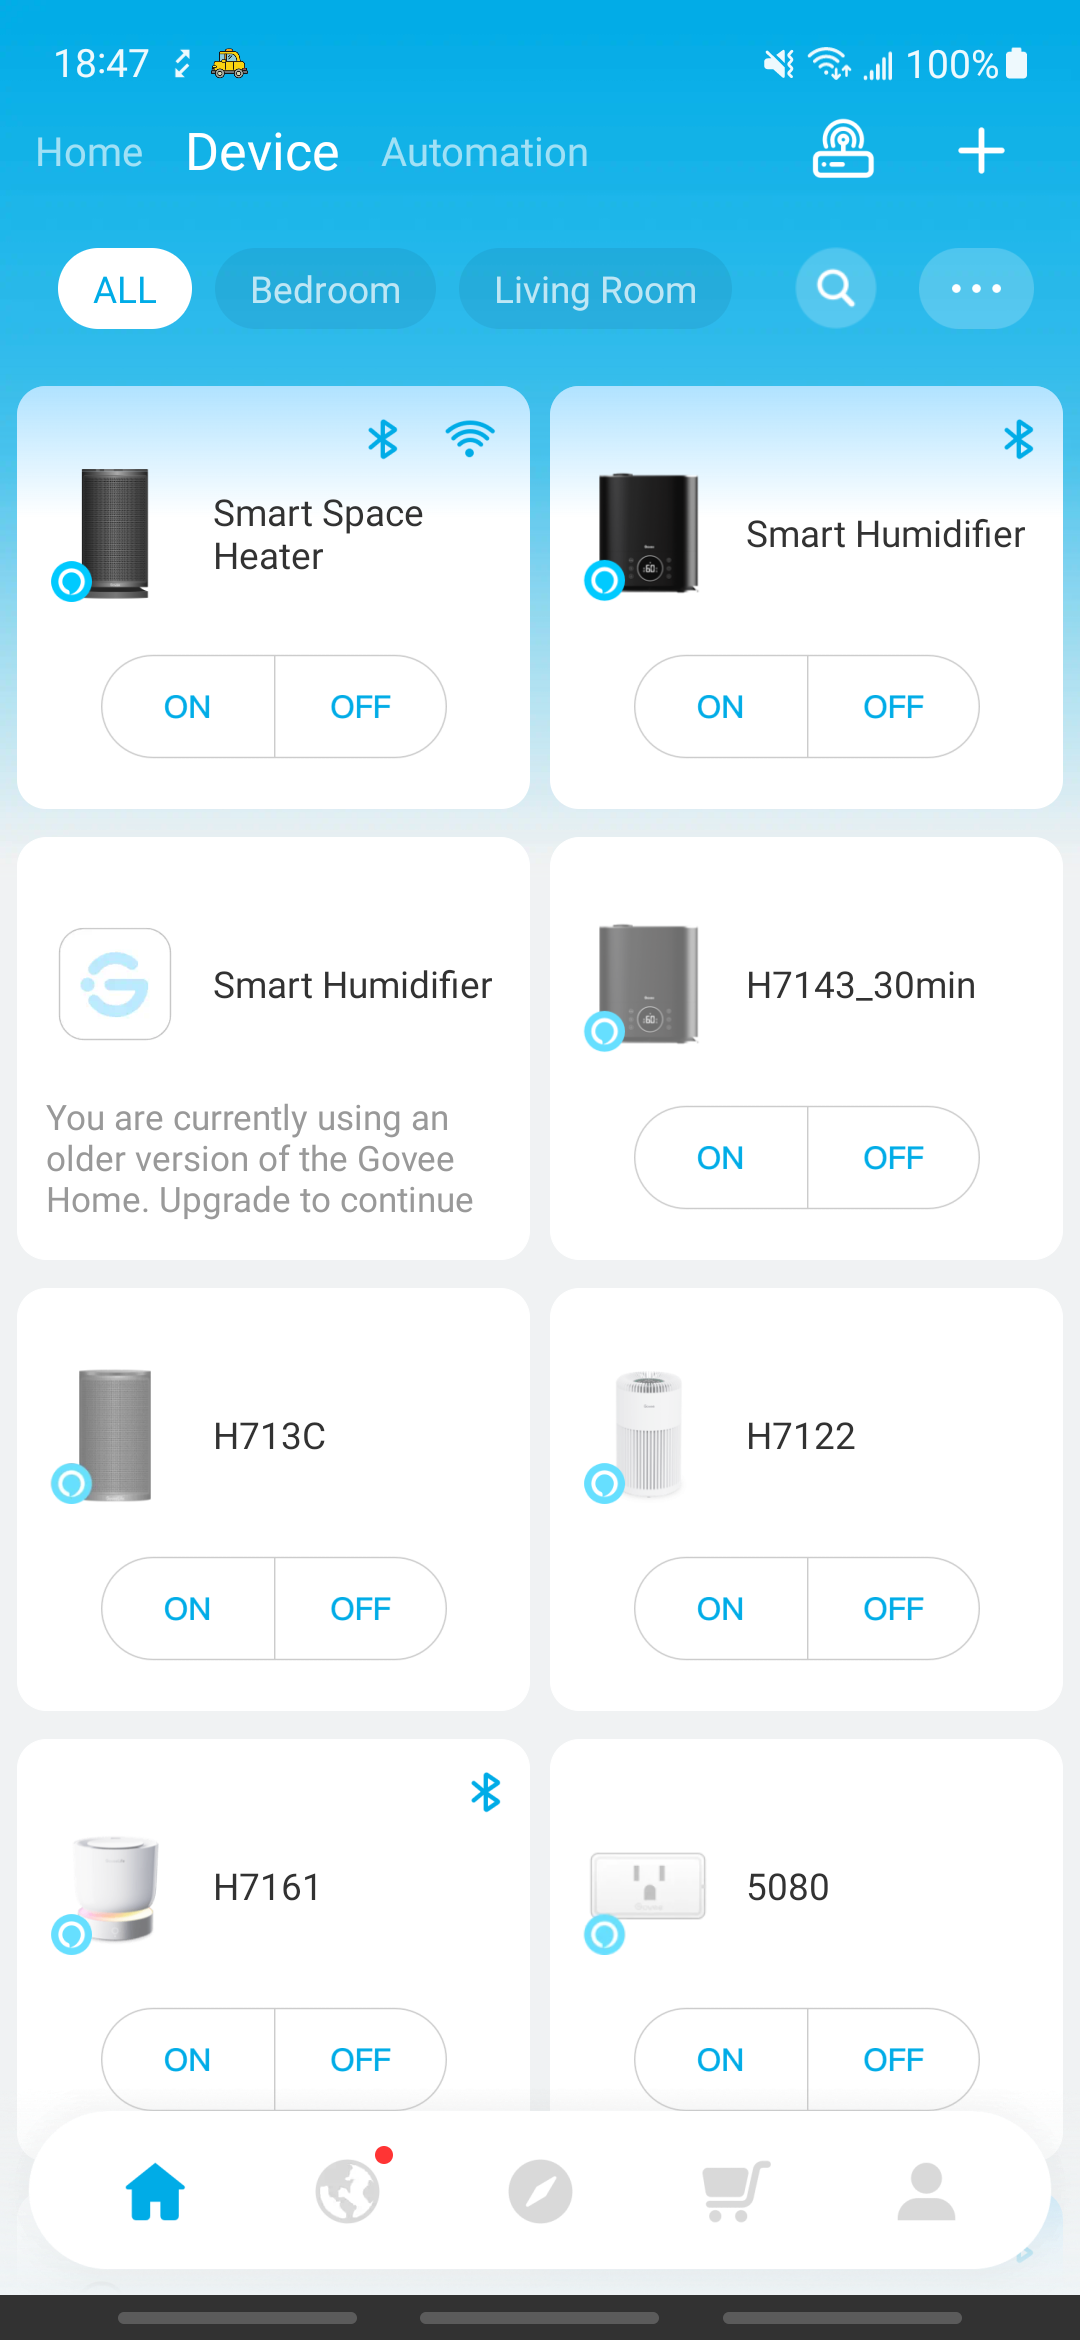 18:47
100%
Home Device Automation
ALL Bedroom Living Room
Smart Space
Heater
ON OFF
Smart Humidifier
ON OFF
Smart Humidifier
You are currently using an
older version of the Govee
Home. Upgrade to continue
H7143_30min
ON OFF
H713C
ON OFF
H7122
ON OFF
H7161
ON OFF
5080
ON OFF